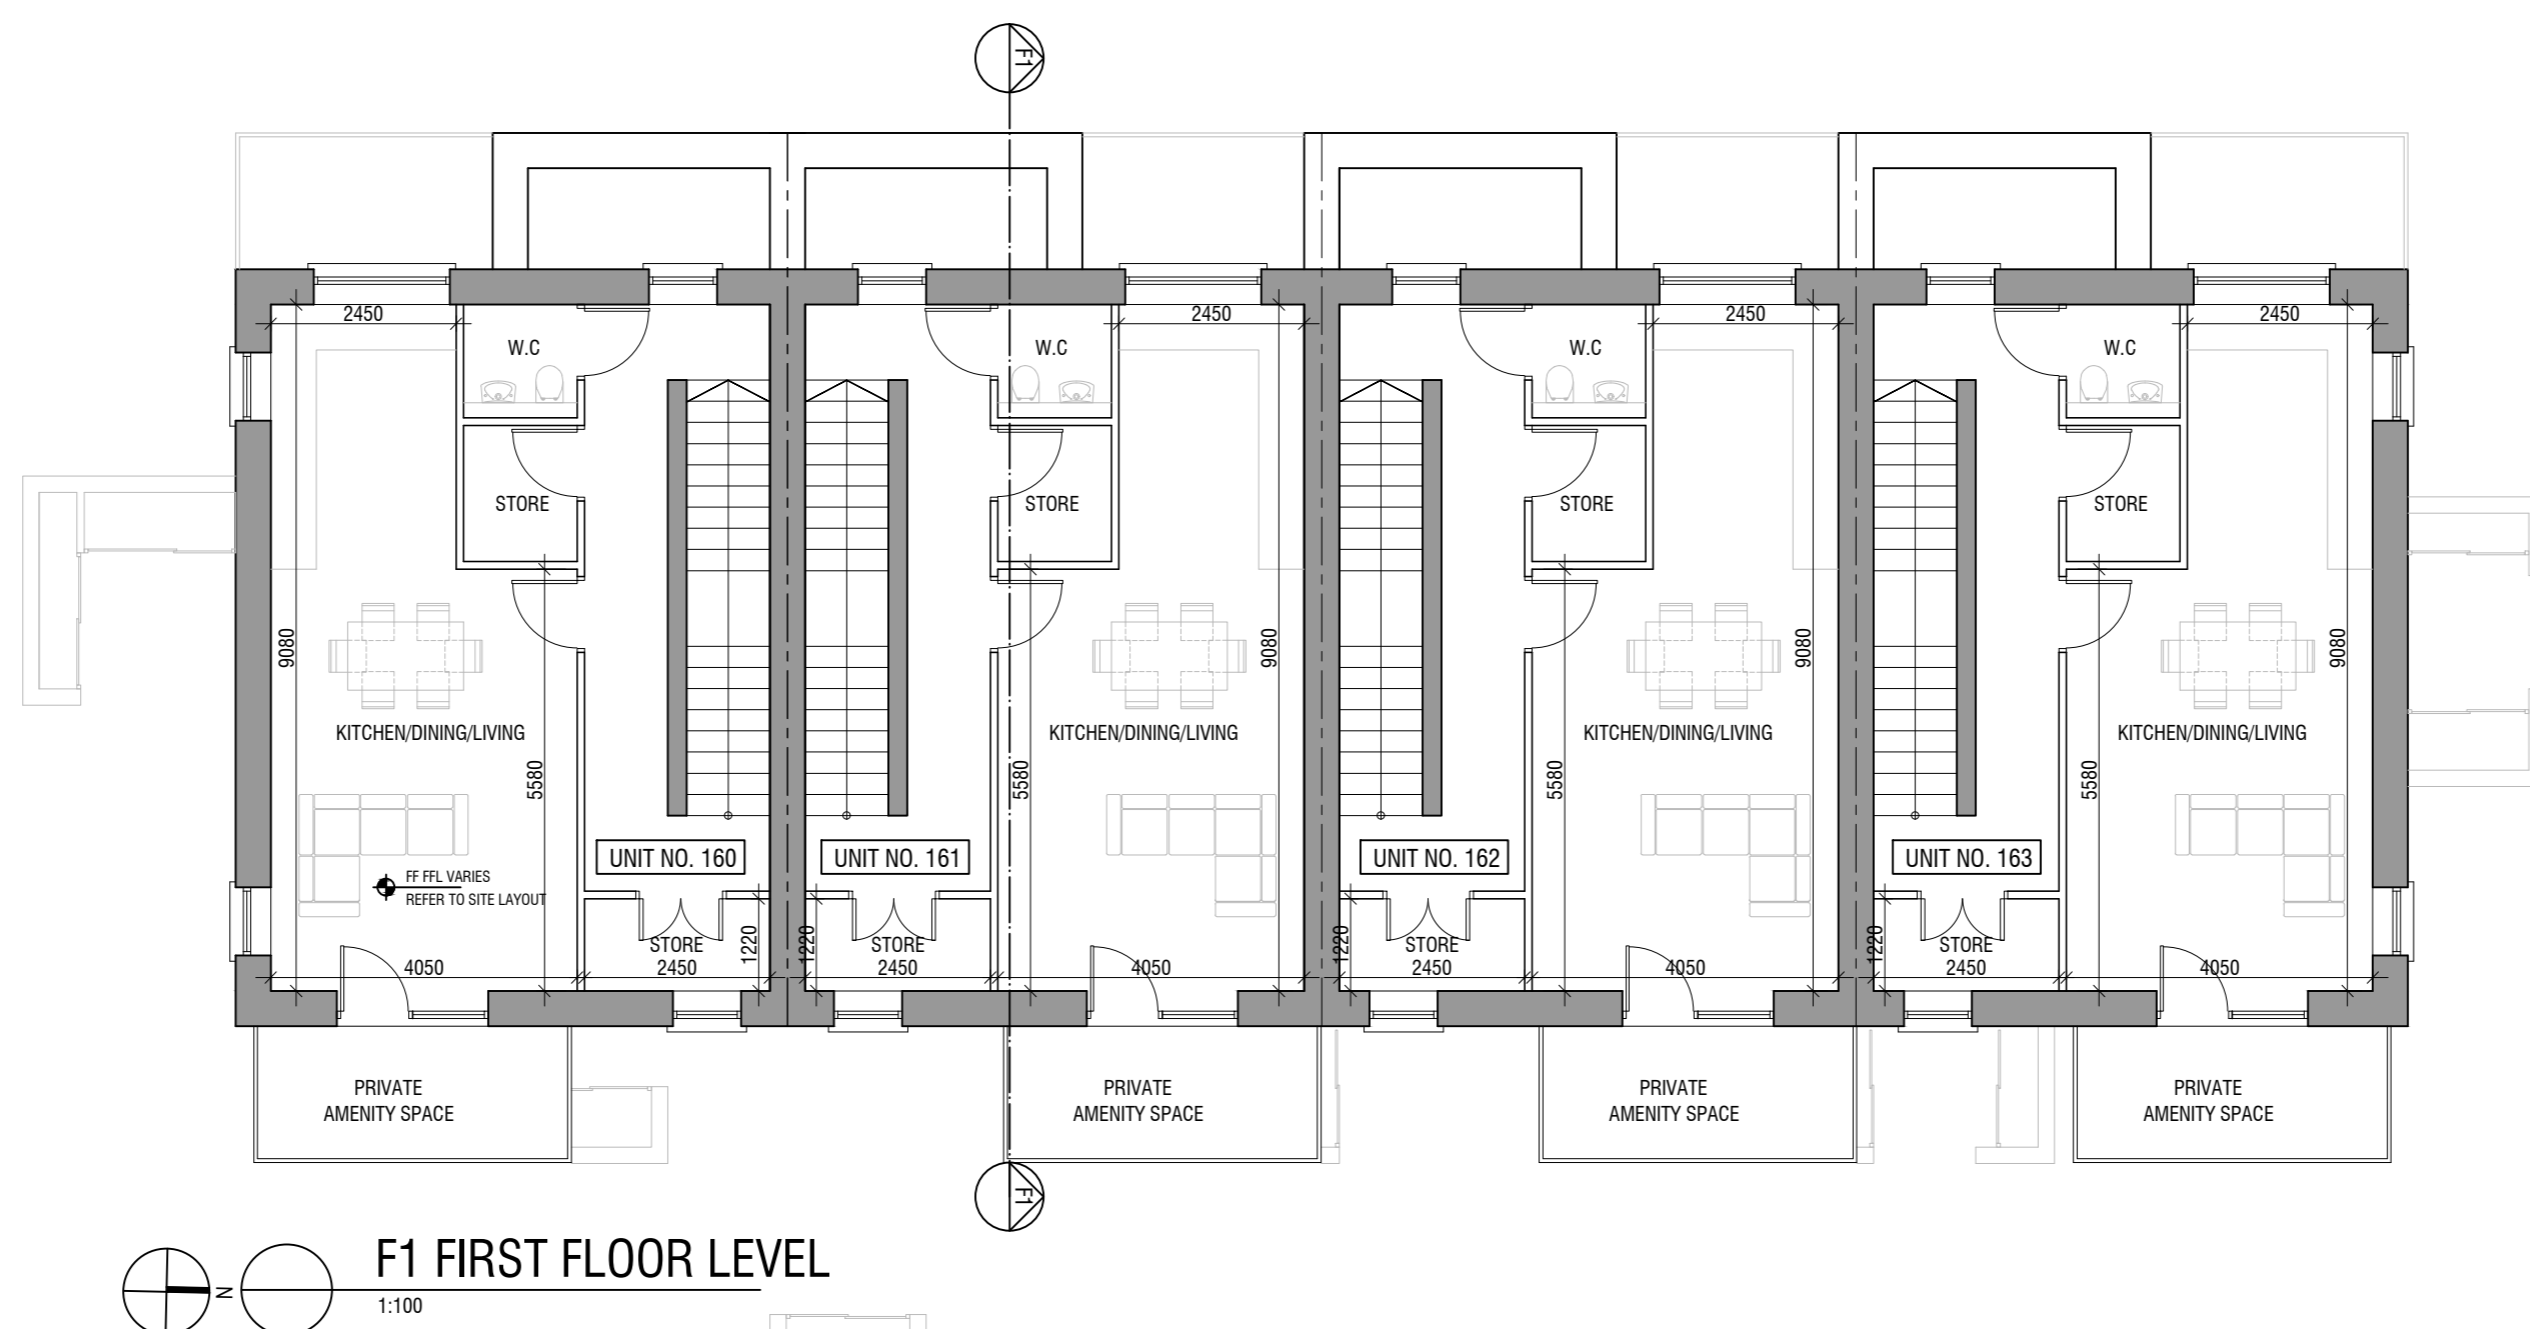 F1
2450
2450
2450
2450
W.C
W.C
W.C
W.C
STORE
STORE
STORE
STORE
9080
9080
9080
9080
KITCHEN/DINING/LIVING
KITCHEN/DINING/LIVING
KITCHEN/DINING/LIVING
KITCHEN/DINING/LIVING
5580
5580
5580
5580
UNIT NO. 160
UNIT NO. 161
UNIT NO. 162
UNIT NO. 163
FF FFL VARIES
REFER TO SITE LAYOUT
STORE
1220
1220
STORE
1220
STORE
1220
STORE
4050
2450
2450
4050
2450
4050
2450
4050
PRIVATE
AMENITY SPACE
PRIVATE
AMENITY SPACE
PRIVATE
AMENITY SPACE
PRIVATE
AMENITY SPACE
F1
F1 FIRST FLOOR LEVEL
N
1:100